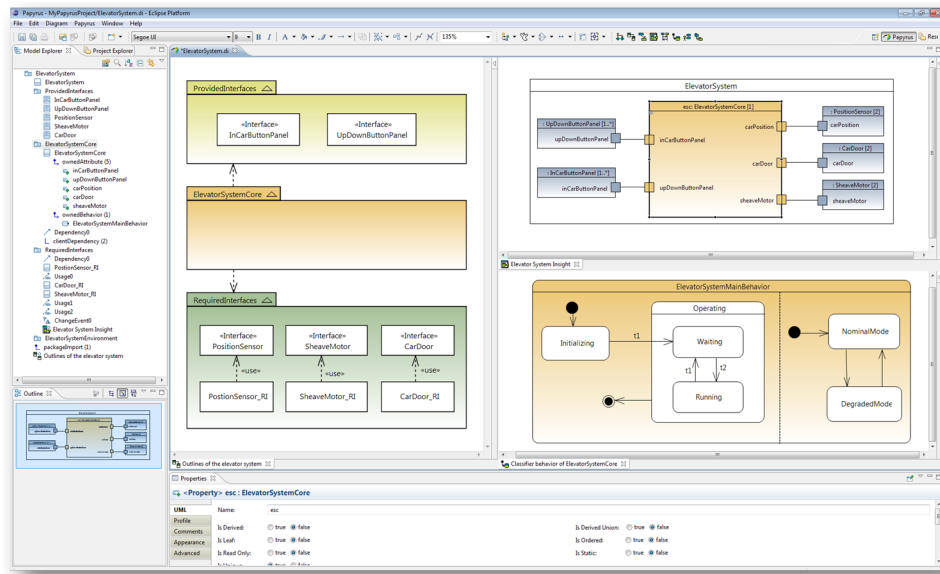 Papyrus - MyPapyrusProject/ElevatorSystem.di - Eclipse Platform
File Edit Diagram Papyrus Window Help
Segoe UI 9 B I A 135% Papyrus
Model Explorer Project Explorer
ElevatorSystem
ElevatorSystem
ProvidedInterfaces
InCarButtonPanel
UpDownButtonPanel
PositionSensor
SheaveMotor
CarDoor
ElevatorSystemCore
ElevatorSystemCore
ownedAttribute (5)
inCarButtonPanel
upDownButtonPanel
carPosition
carDoor
sheaveMotor
ownedBehavior (1)
ElevatorSystemMainBehavior
Dependency0
clientDependency (2)
RequiredInterfaces
Dependency0
PostionSensor_RI
Usage0
CarDoor_RI
SheaveMotor_RI
Usage1
Usage2
ChangeEvent0
Elevator System Insight
ElevatorSystemEnvironment
packageImport (1)
Outlines of the elevator system
Outline
*ElevatorSystem.di
ProvidedInterfaces
«Interface» «Interface»
InCarButtonPanel UpDownButtonPanel
ElevatorSystemCore
RequiredInterfaces
«Interface» «Interface» «Interface»
PositionSensor SheaveMotor CarDoor
«use» «use» «use»
PostionSensor_RI SheaveMotor_RI CarDoor_RI
Outlines of the elevator system
ElevatorSystem
esc: ElevatorSystemCore [1]
: UpDownButtonPanel [1..*]
upDownButtonPanel
inCarButtonPanel
: InCarButtonPanel [1..*]
inCarButtonPanel
upDownButtonPanel
carPosition
: PositionSensor [2]
carPosition
carDoor
: CarDoor [2]
carDoor
sheaveMotor
: SheaveMotor [2]
sheaveMotor
Elevator System Insight
ElevatorSystemMainBehavior
Operating
Initializing
t1
Waiting
t1 t2
Running
NominalMode
DegradedMode
Classifier behavior of ElevatorSystemCore
Properties
<Property> esc : ElevatorSystemCore
UML
Profile
Comments
Appearance
Advanced
Name: esc
Is Derived: true false Is Derived Union: true false
Is Leaf: true false Is Ordered: true false
Is Read Only: true false Is Static: true false